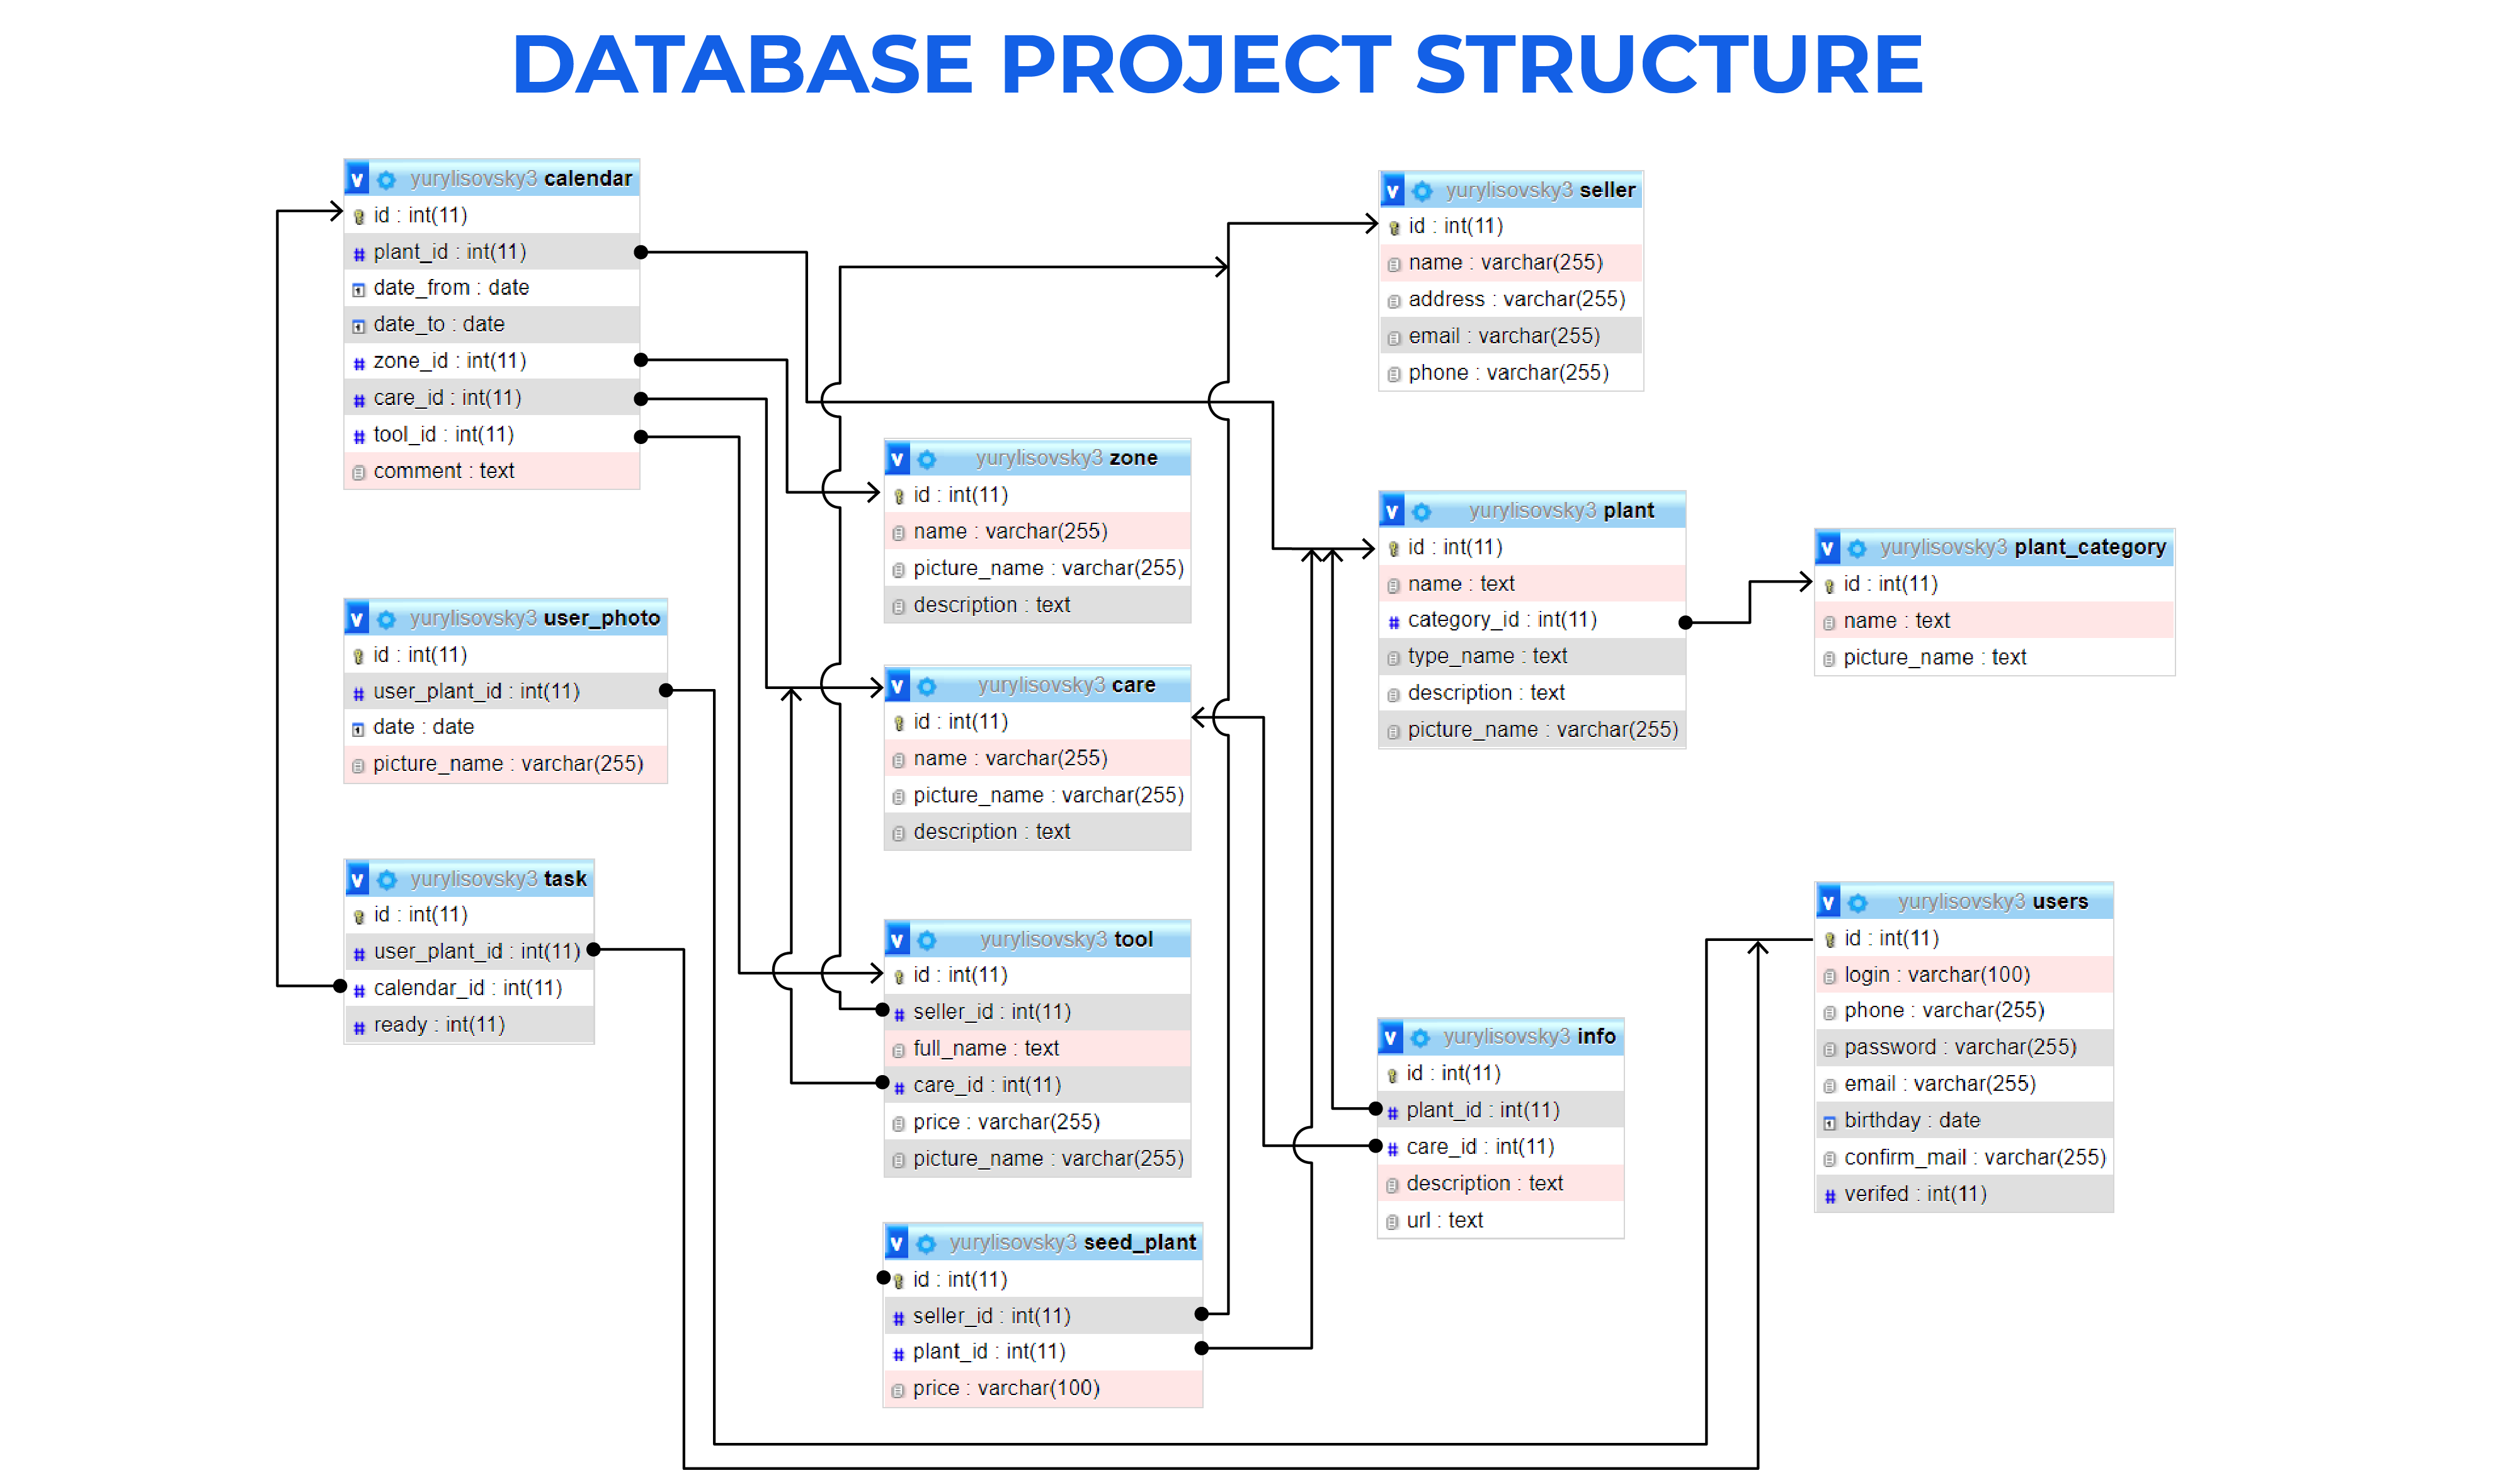 DATABASE PROJECT STRUCTURE
v yurylisovsky3 calendar
id : int(11)
# plant_id : int(11)
date_from : date
date_to : date
# zone_id : int(11)
# care_id : int(11)
# tool_id : int(11)
comment : text
v yurylisovsky3 user_photo
id : int(11)
# user_plant_id : int(11)
date : date
picture_name : varchar(255)
v yurylisovsky3 task
id : int(11)
# user_plant_id : int(11)
# calendar_id : int(11)
# ready : int(11)
v yurylisovsky3 zone
id : int(11)
name : varchar(255)
picture_name : varchar(255)
description : text
v yurylisovsky3 care
id : int(11)
name : varchar(255)
picture_name : varchar(255)
description : text
v yurylisovsky3 tool
id : int(11)
# seller_id : int(11)
full_name : text
# care_id : int(11)
price : varchar(255)
picture_name : varchar(255)
v yurylisovsky3 seed_plant
id : int(11)
# seller_id : int(11)
# plant_id : int(11)
price : varchar(100)
v yurylisovsky3 seller
id : int(11)
name : varchar(255)
address : varchar(255)
email : varchar(255)
phone : varchar(255)
v yurylisovsky3 plant
id : int(11)
name : text
# category_id : int(11)
type_name : text
description : text
picture_name : varchar(255)
v yurylisovsky3 info
id : int(11)
# plant_id : int(11)
# care_id : int(11)
description : text
url : text
v yurylisovsky3 plant_category
id : int(11)
name : text
picture_name : text
v yurylisovsky3 users
id : int(11)
login : varchar(100)
phone : varchar(255)
password : varchar(255)
email : varchar(255)
birthday : date
confirm_mail : varchar(255)
# verifed : int(11)